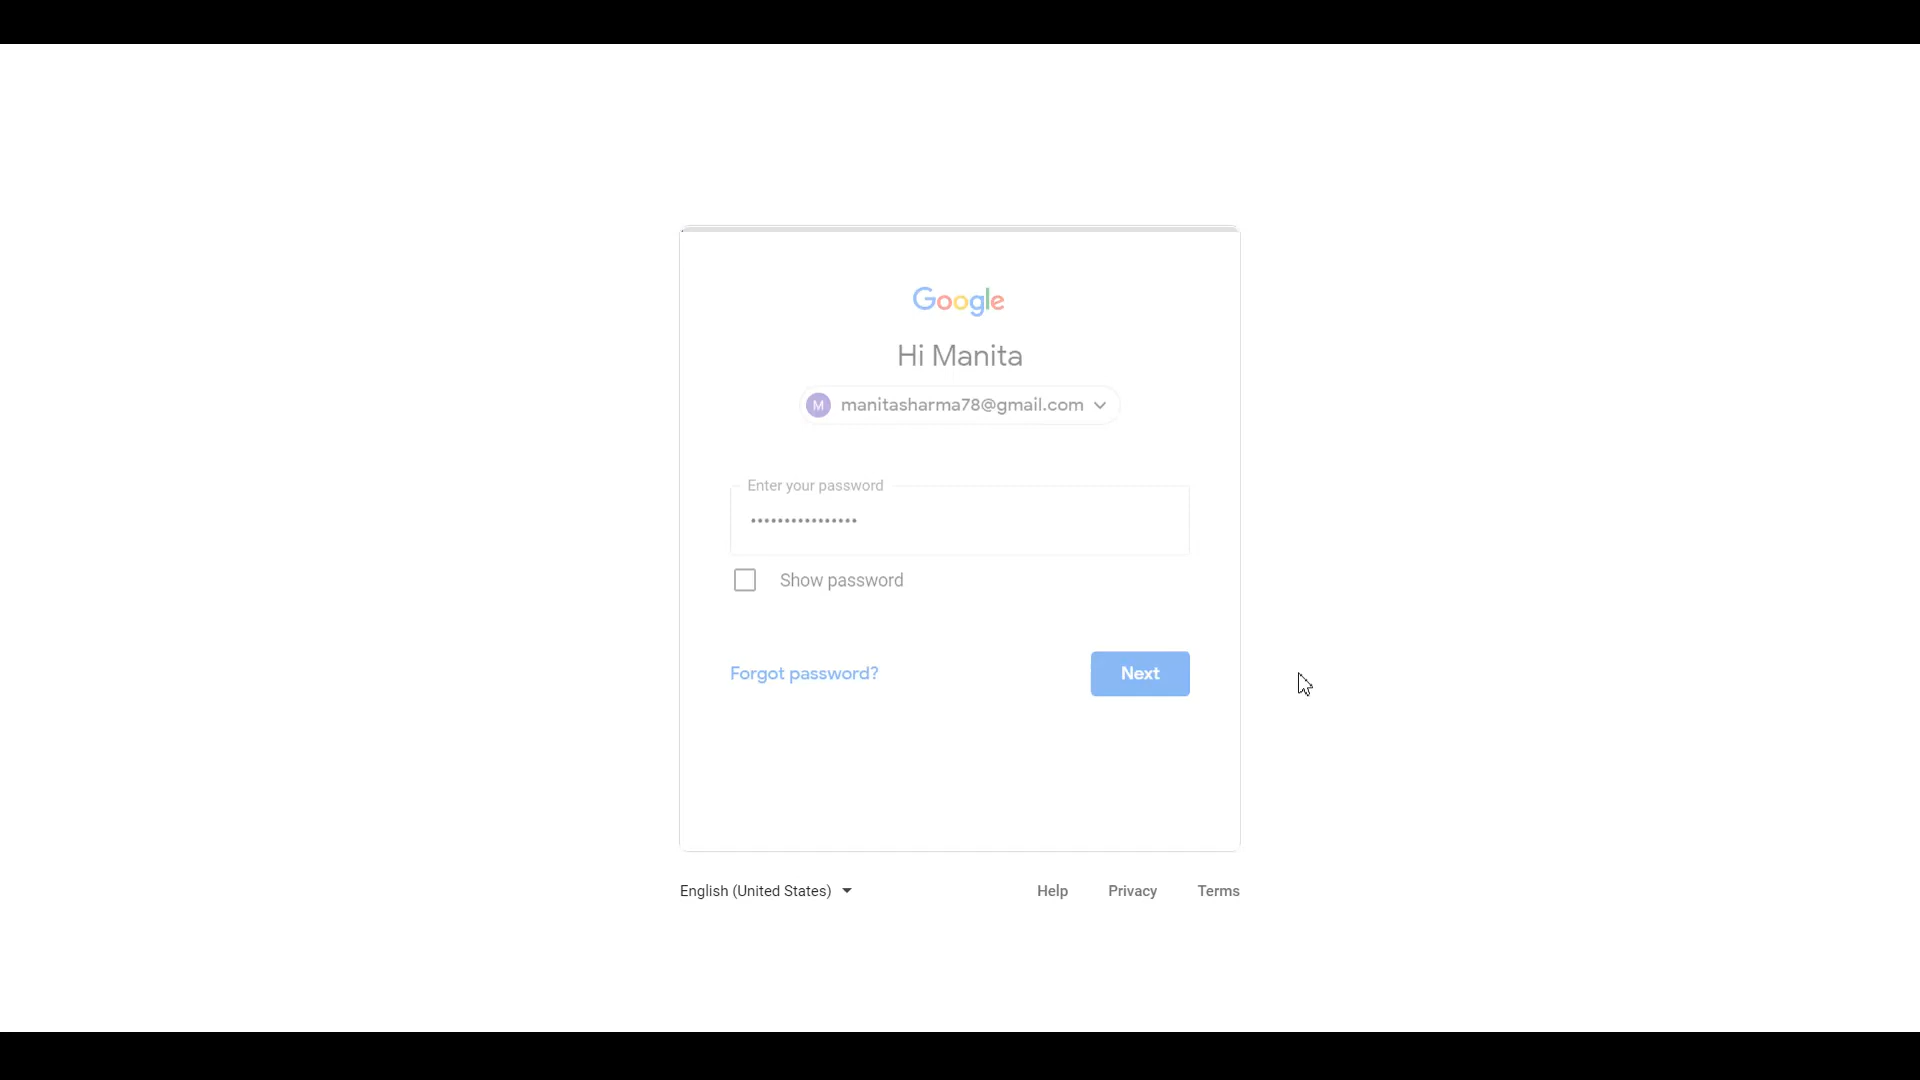 Google
Hi Manita
M manitasharma78@gmail.com
Enter your password
••••••••••••••••
Show password
Forgot password? Next
English (United States) Help Privacy Terms